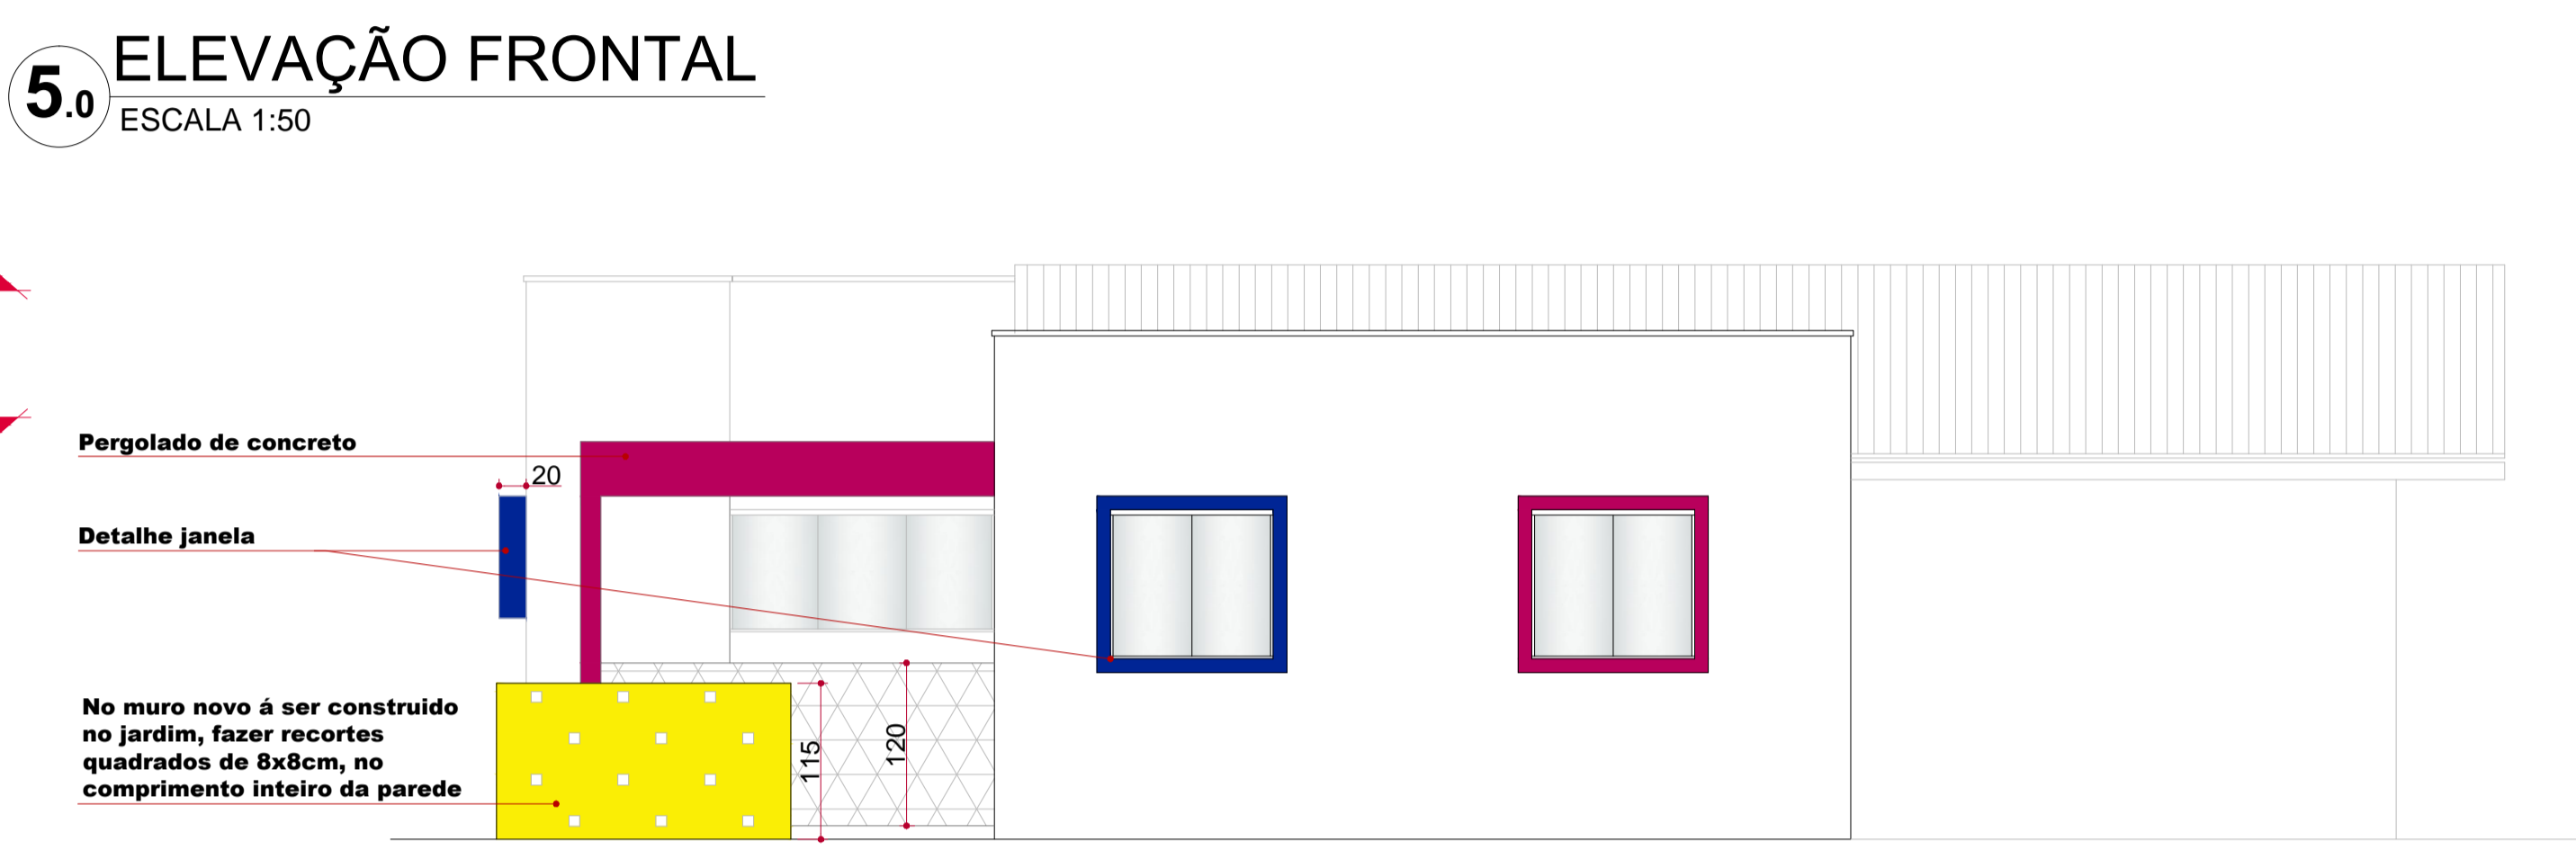 5.0 ELEVAÇÃO FRONTAL
ESCALA 1:50
Pergolado de concreto
20
Detalhe janela
No muro novo á ser construido
no jardim, fazer recortes
quadrados de 8x8cm, no
comprimento inteiro da parede
115
120